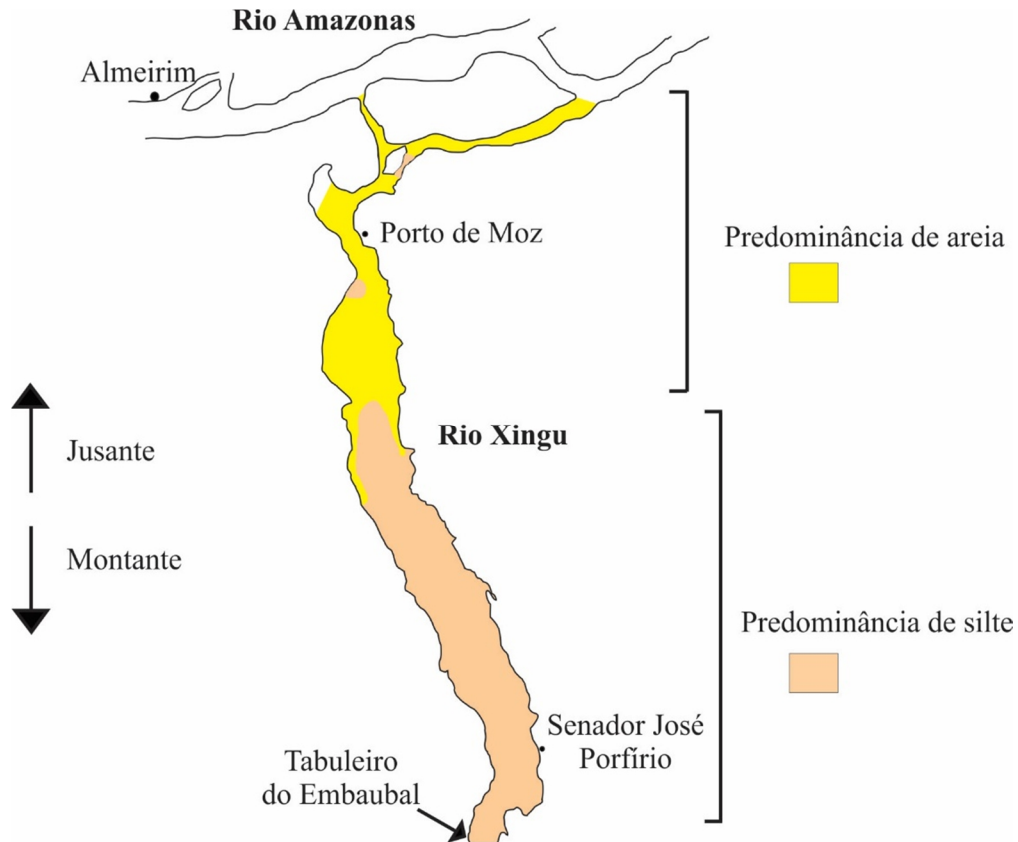 Rio Amazonas
Almeirim
Porto de Moz
Predominância de areia
Rio Xingu
Jusante
Montante
Predominância de silte
Senador José
Porfírio
Tabuleiro
do Embaubal